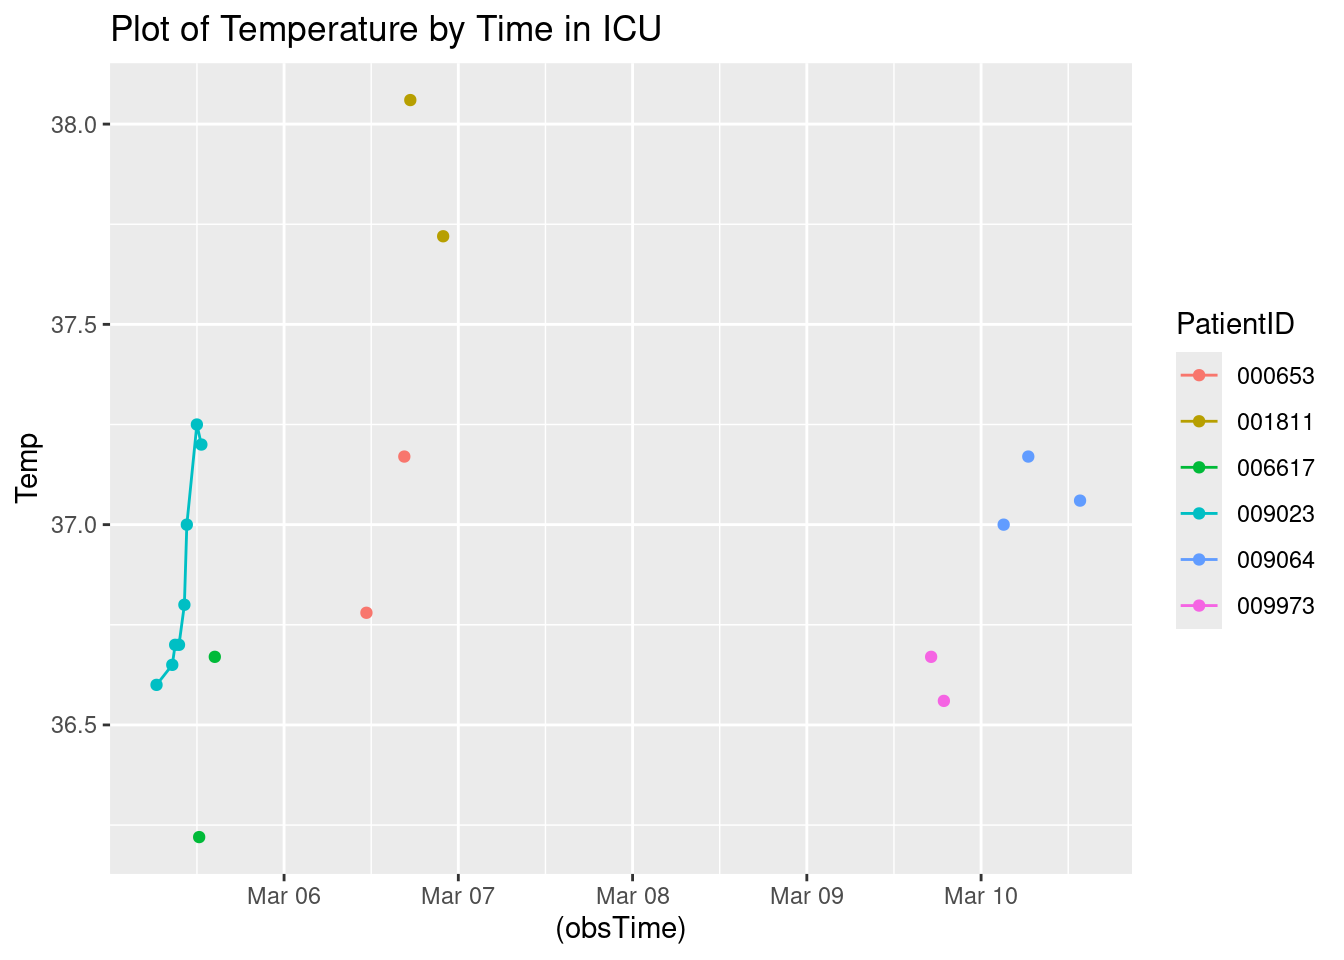 Plot of Temperature by Time in ICU
38.0
37.5
37.0
36.5
Temp
Mar 06
Mar 07
Mar 08
Mar 09
Mar 10
(obsTime)
PatientID
000653
001811
006617
009023
009064
009973